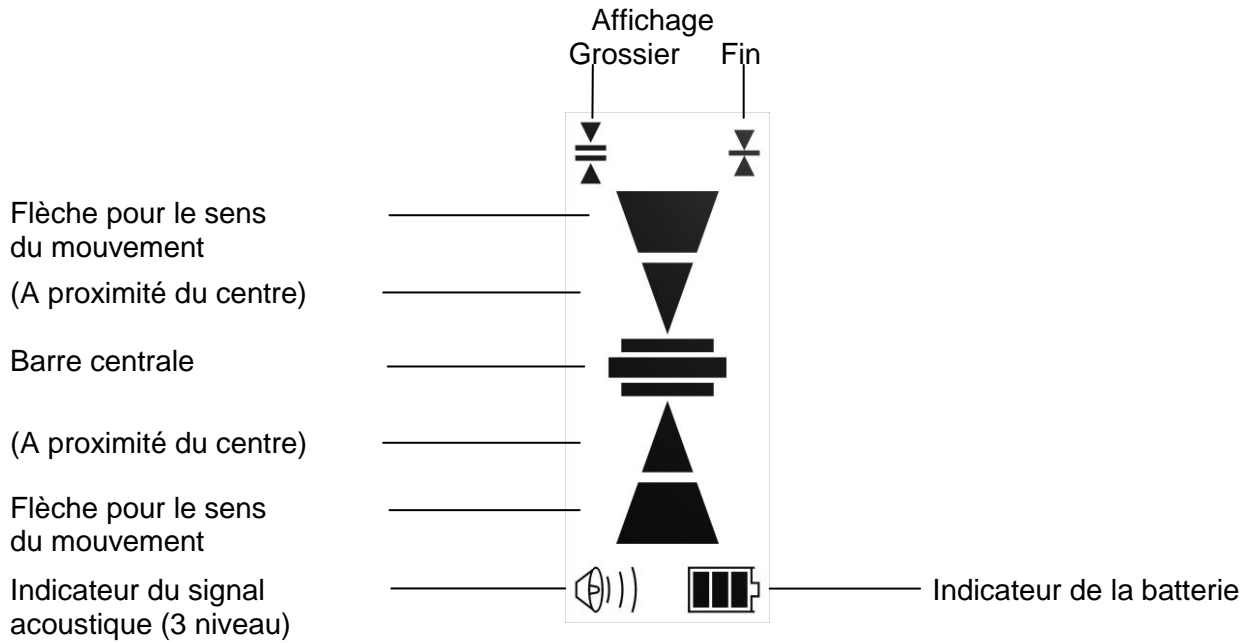 Affichage
Grossier Fin
Flèche pour le sens
du mouvement
(A proximité du centre)
Barre centrale
(A proximité du centre)
Flèche pour le sens
du mouvement
Indicateur du signal
acoustique (3 niveau)
Indicateur de la batterie